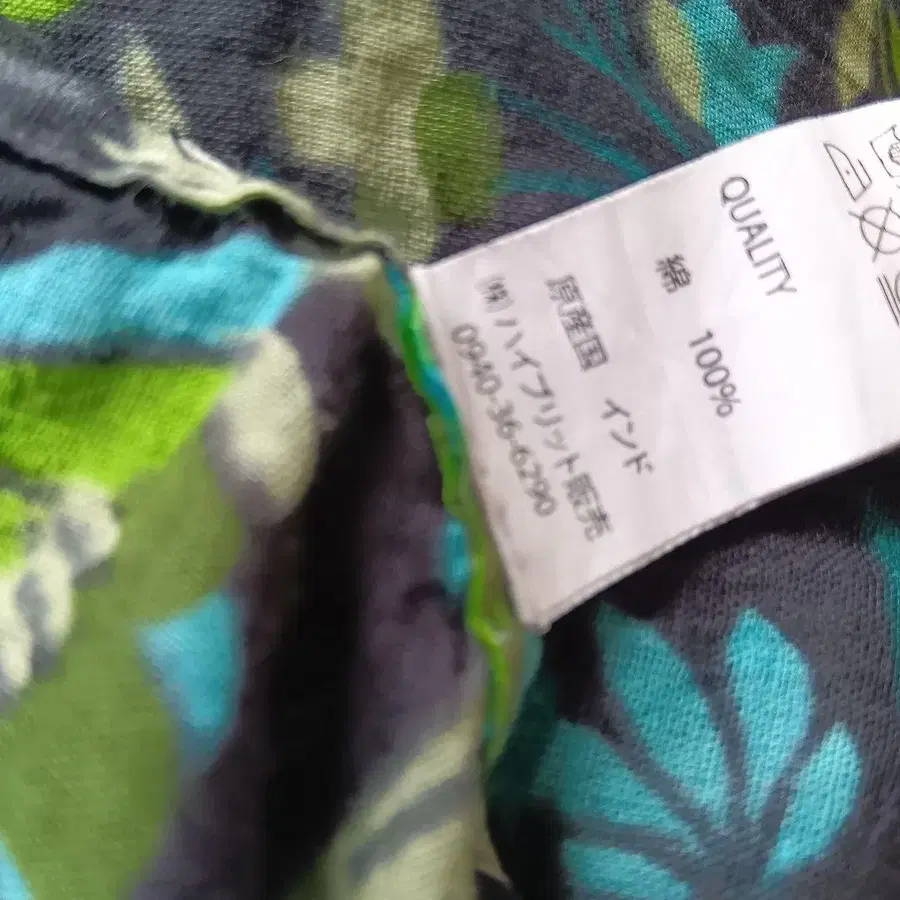 QUALITY
綿 100%
原産国 インド
(株)ハイブリット販売
0940-36-6290